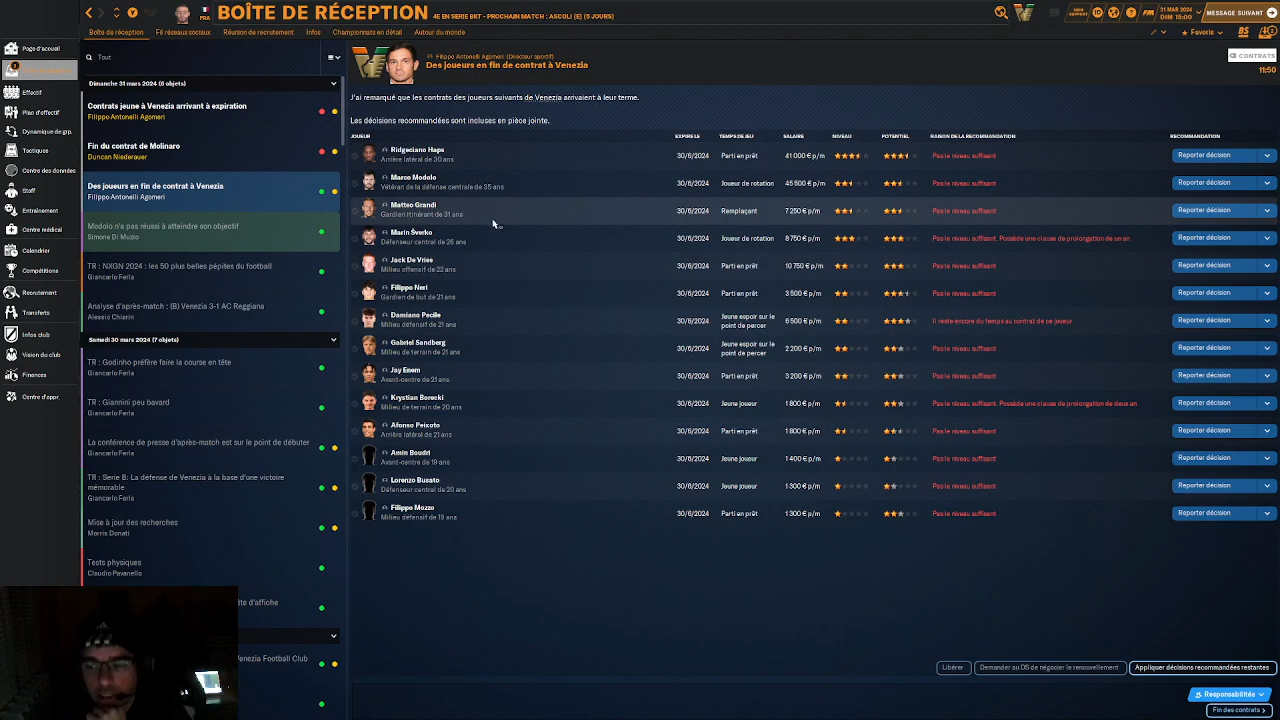 FRA
BOÎTE DE RÉCEPTION
4E EN SERIE BKT - PROCHAIN MATCH : ASCOLI (E) (5 JOURS)
FM
31 MAR 2024
DIM 15:00
MESSAGE SUIVANT
Boîte de réception
Fil réseaux sociaux
Réunion de recrutement
Infos
Championnats en détail
Autour du monde
Favoris
BS
Page d'accueil
Effectif
Plan d'effectif
Dynamique de grp.
Tactiques
Centre des données
Staff
Entraînement
Centre médical
Calendrier
Compétitions
Recrutement
Transferts
Infos club
Vision du club
Finances
Centre d'appr.
Tout
Dimanche 31 mars 2024 (6 objets)
Contrats jeune à Venezia arrivant à expiration
Filippo Antonelli Agomeri
Fin du contrat de Molinaro
Duncan Niederauer
Des joueurs en fin de contrat à Venezia
Filippo Antonelli Agomeri
Modolo n'a pas réussi à atteindre son objectif
Simone Di Muzio
TR : NXGN 2024 : les 50 plus belles pépites du football
Giancarlo Ferla
Analyse d'après-match : (B) Venezia 3-1 AC Reggiana
Alessio Chiarin
Samedi 30 mars 2024 (7 objets)
TR : Godinho préfère faire la course en tête
Giancarlo Ferla
TR : Giannini peu bavard
Giancarlo Ferla
La conférence de presse d'après-match est sur le point de débuter
Giancarlo Ferla
TR : Serie B: La défense de Venezia à la base d'une victoire
mémorable
Giancarlo Ferla
Mise à jour des recherches
Morris Donati
Tests physiques
Claudio Pavanello
tête d'affiche
Venezia Football Club
Filippo Antonelli Agomeri (Directeur sportif)
Des joueurs en fin de contrat à Venezia
CONTRATS
11:50
J'ai remarqué que les contrats des joueurs suivants de Venezia arrivaient à leur terme.
Les décisions recommandées sont incluses en pièce jointe.
JOUEUR EXPIRE LE TEMPS DE JEU SALAIRE NIVEAU POTENTIEL RAISON DE LA RECOMMANDATION RECOMMANDATION
Ridgeciano Haps
Arrière latéral de 30 ans
30/6/2024 Parti en prêt 41 000 € p/m Pas le niveau suffisant Reporter décision
Marco Modolo
Vétéran de la défense centrale de 35 ans
30/6/2024 Joueur de rotation 45 500 € p/m Pas le niveau suffisant Reporter décision
Matteo Grandi
Gardien itinérant de 31 ans
30/6/2024 Remplaçant 7 250 € p/m Pas le niveau suffisant Reporter décision
Marin Šverko
Défenseur central de 26 ans
30/6/2024 Joueur de rotation 8 750 € p/m Pas le niveau suffisant. Possède une clause de prolongation de un an Reporter décision
Jack De Vries
Milieu offensif de 22 ans
30/6/2024 Parti en prêt 10 750 € p/m Pas le niveau suffisant Reporter décision
Filippo Neri
Gardien de but de 21 ans
30/6/2024 Parti en prêt 3 500 € p/m Pas le niveau suffisant Reporter décision
Damiano Pecile
Milieu défensif de 21 ans
30/6/2024 Jeune espoir sur le point de percer 6 500 € p/m Il reste encore du temps au contrat de ce joueur Reporter décision
Gabriel Sandberg
Milieu de terrain de 21 ans
30/6/2024 Jeune espoir sur le point de percer 2 200 € p/m Pas le niveau suffisant Reporter décision
Jay Enem
Avant-centre de 21 ans
30/6/2024 Parti en prêt 3 200 € p/m Pas le niveau suffisant Reporter décision
Krystian Borecki
Milieu de terrain de 20 ans
30/6/2024 Jeune joueur 1 800 € p/m Pas le niveau suffisant. Possède une clause de prolongation de deux an Reporter décision
Afonso Peixoto
Arrière latéral de 21 ans
30/6/2024 Parti en prêt 1 800 € p/m Pas le niveau suffisant Reporter décision
Amin Boudri
Avant-centre de 19 ans
30/6/2024 Jeune joueur 1 400 € p/m Pas le niveau suffisant Reporter décision
Lorenzo Busato
Défenseur central de 20 ans
30/6/2024 Jeune joueur 1 300 € p/m Pas le niveau suffisant Reporter décision
Filippo Mozzo
Milieu défensif de 19 ans
30/6/2024 Parti en prêt 1 300 € p/m Pas le niveau suffisant Reporter décision
Libérer
Demander au DS de négocier le renouvellement
Appliquer décisions recommandées restantes
Responsabilités
Fin des contrats